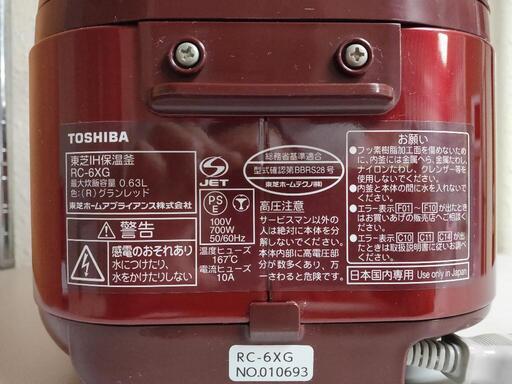 TOSHIBA
東芝IH保温釜
RC-6XG
最大炊飯容量 0.63L
色:(R)グランレッド
東芝ホームアプライアンス株式会社
警告
感電のおそれあり
水につけたり、
水をかけたりしない
S
JET
PS
E
100V
700W
50/60Hz
温度ヒューズ
167℃
電流ヒューズ
10A
総務省基準適合
型式確認第BBRS28号
東芝ホームテクノ(株)
高圧注意
サービスマン以外の
人は絶対に本体を分
解しないでください。
本体内部に高電圧部
分があり、万一さわ
ると危険です。
お願い
●フッ素樹脂加工面を傷めないため
に、内釜には金属へら、金属たわし、
ナイロンたわし、クレンザーを使わ
ないでください。
●内釜と本体の間に水を入れないで
ください。
●エラー表示[F01]~[F10]が出たとき
はお買いあげの販売店へご相談く
ださい。
●エラー表示[C10][C11][C14]が出
たときは取扱説明書に従ってお調べ
ください。
日本国内専用 Use only in Japan
RC-6XG
NO.010693